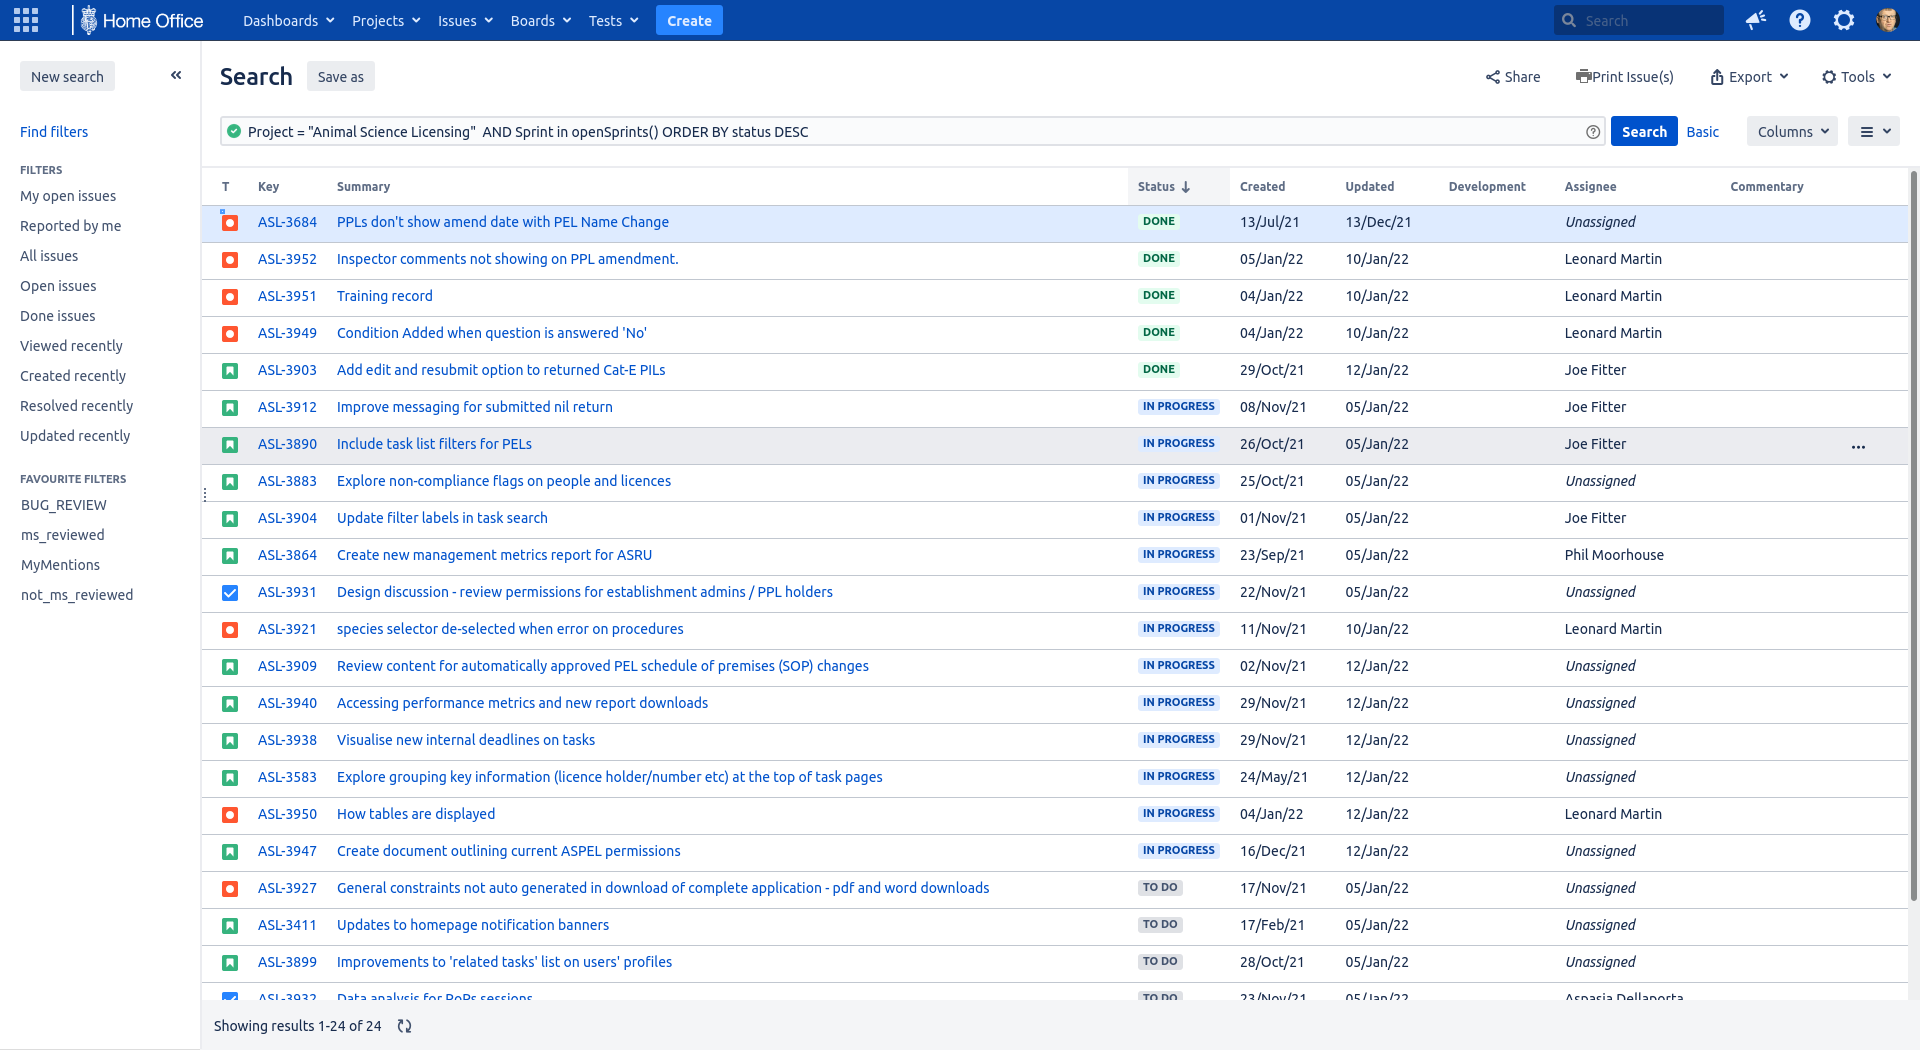 Home Office Dashboards Projects Issues Boards Tests Create Search
New search
Find filters
FILTERS
My open issues
Reported by me
All issues
Open issues
Done issues
Viewed recently
Created recently
Resolved recently
Updated recently
FAVOURITE FILTERS
BUG_REVIEW
ms_reviewed
MyMentions
not_ms_reviewed
Search Save as Share Print Issue(s) Export Tools
Project = "Animal Science Licensing" AND Sprint in openSprints() ORDER BY status DESC Search Basic Columns
T Key Summary Status Created Updated Development Assignee Commentary
ASL-3684 PPLs don't show amend date with PEL Name Change DONE 13/Jul/21 13/Dec/21 Unassigned
ASL-3952 Inspector comments not showing on PPL amendment. DONE 05/Jan/22 10/Jan/22 Leonard Martin
ASL-3951 Training record DONE 04/Jan/22 10/Jan/22 Leonard Martin
ASL-3949 Condition Added when question is answered 'No' DONE 04/Jan/22 10/Jan/22 Leonard Martin
ASL-3903 Add edit and resubmit option to returned Cat-E PILs DONE 29/Oct/21 12/Jan/22 Joe Fitter
ASL-3912 Improve messaging for submitted nil return IN PROGRESS 08/Nov/21 05/Jan/22 Joe Fitter
ASL-3890 Include task list filters for PELs IN PROGRESS 26/Oct/21 05/Jan/22 Joe Fitter
ASL-3883 Explore non-compliance flags on people and licences IN PROGRESS 25/Oct/21 05/Jan/22 Unassigned
ASL-3904 Update filter labels in task search IN PROGRESS 01/Nov/21 05/Jan/22 Joe Fitter
ASL-3864 Create new management metrics report for ASRU IN PROGRESS 23/Sep/21 05/Jan/22 Phil Moorhouse
ASL-3931 Design discussion - review permissions for establishment admins / PPL holders IN PROGRESS 22/Nov/21 05/Jan/22 Unassigned
ASL-3921 species selector de-selected when error on procedures IN PROGRESS 11/Nov/21 10/Jan/22 Leonard Martin
ASL-3909 Review content for automatically approved PEL schedule of premises (SOP) changes IN PROGRESS 02/Nov/21 12/Jan/22 Unassigned
ASL-3940 Accessing performance metrics and new report downloads IN PROGRESS 29/Nov/21 12/Jan/22 Unassigned
ASL-3938 Visualise new internal deadlines on tasks IN PROGRESS 29/Nov/21 12/Jan/22 Unassigned
ASL-3583 Explore grouping key information (licence holder/number etc) at the top of task pages IN PROGRESS 24/May/21 12/Jan/22 Unassigned
ASL-3950 How tables are displayed IN PROGRESS 04/Jan/22 12/Jan/22 Leonard Martin
ASL-3947 Create document outlining current ASPEL permissions IN PROGRESS 16/Dec/21 12/Jan/22 Unassigned
ASL-3927 General constraints not auto generated in download of complete application - pdf and word downloads TO DO 17/Nov/21 05/Jan/22 Unassigned
ASL-3411 Updates to homepage notification banners TO DO 17/Feb/21 05/Jan/22 Unassigned
ASL-3899 Improvements to 'related tasks' list on users' profiles TO DO 28/Oct/21 05/Jan/22 Unassigned
ASL-3932 Data analysis for RoPs sessions TO DO 23/Nov/21 05/Jan/22 Aspasia Dellaporta
Showing results 1-24 of 24